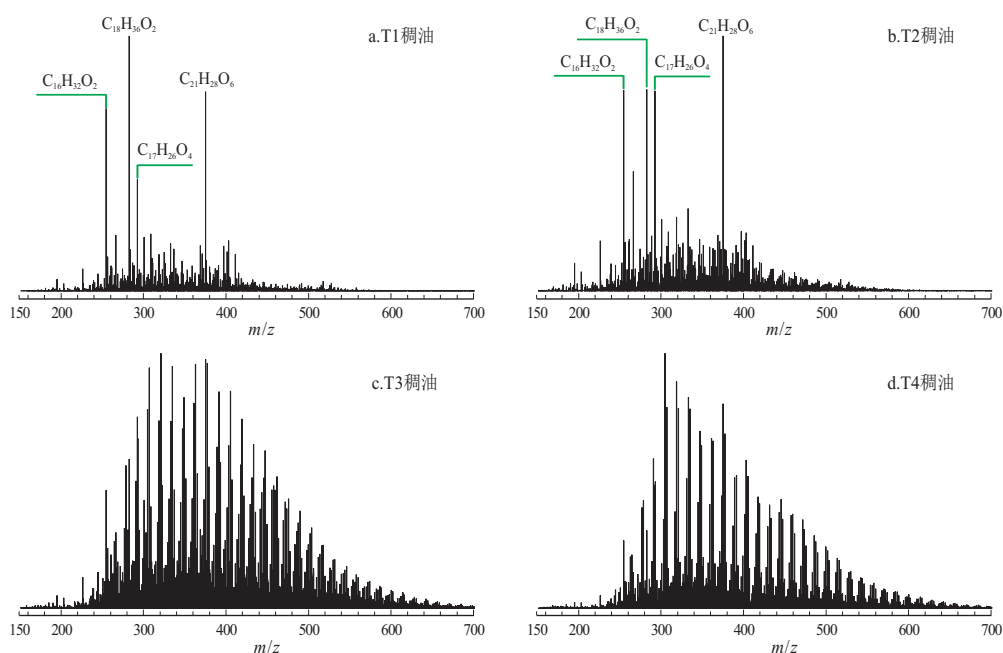 C₁₈H₃₆O₂
a.T1稠油
C₁₆H₃₂O₂
C₂₁H₂₈O₆
C₁₇H₂₆O₄
150 200 300 400 500 600 700
m/z
C₁₈H₃₆O₂
C₂₁H₂₈O₆
b.T2稠油
C₁₆H₃₂O₂
C₁₇H₂₆O₄
150 200 300 400 500 600 700
m/z
c.T3稠油
150 200 300 400 500 600 700
m/z
d.T4稠油
150 200 300 400 500 600 700
m/z